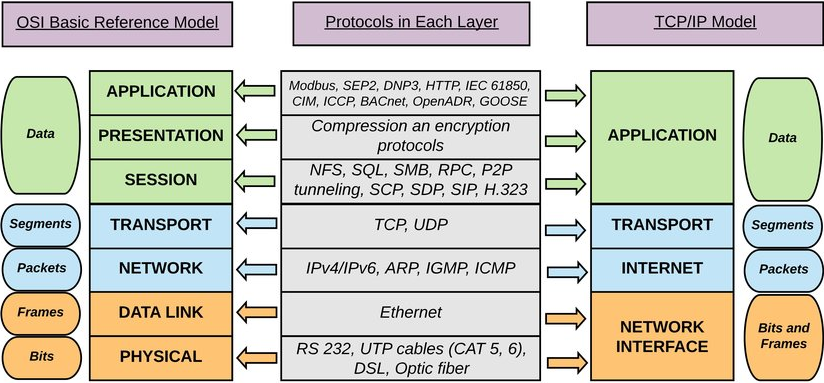 OSI Basic Reference Model
Protocols in Each Layer
TCP/IP Model
Data
APPLICATION
Modbus, SEP2, DNP3, HTTP, IEC 61850,
CIM, ICCP, BACnet, OpenADR, GOOSE
APPLICATION
Data
PRESENTATION
Compression an encryption
protocols
SESSION
NFS, SQL, SMB, RPC, P2P
tunneling, SCP, SDP, SIP, H.323
Segments
TRANSPORT
TCP, UDP
TRANSPORT
Segments
Packets
NETWORK
IPv4/IPv6, ARP, IGMP, ICMP
INTERNET
Packets
Frames
DATA LINK
Ethernet
NETWORK
INTERFACE
Bits and
Frames
Bits
PHYSICAL
RS 232, UTP cables (CAT 5, 6),
DSL, Optic fiber